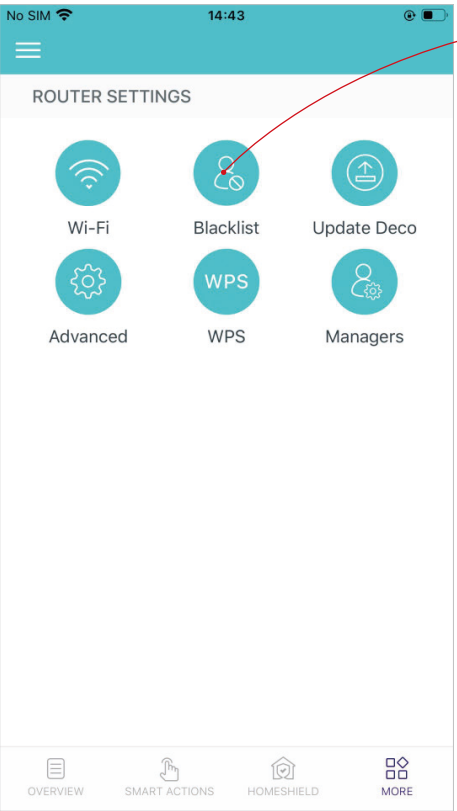 No SIM 14:43
ROUTER SETTINGS
Wi-Fi Blacklist Update Deco
WPS
Advanced WPS Managers
OVERVIEW SMART ACTIONS HOMESHIELD MORE